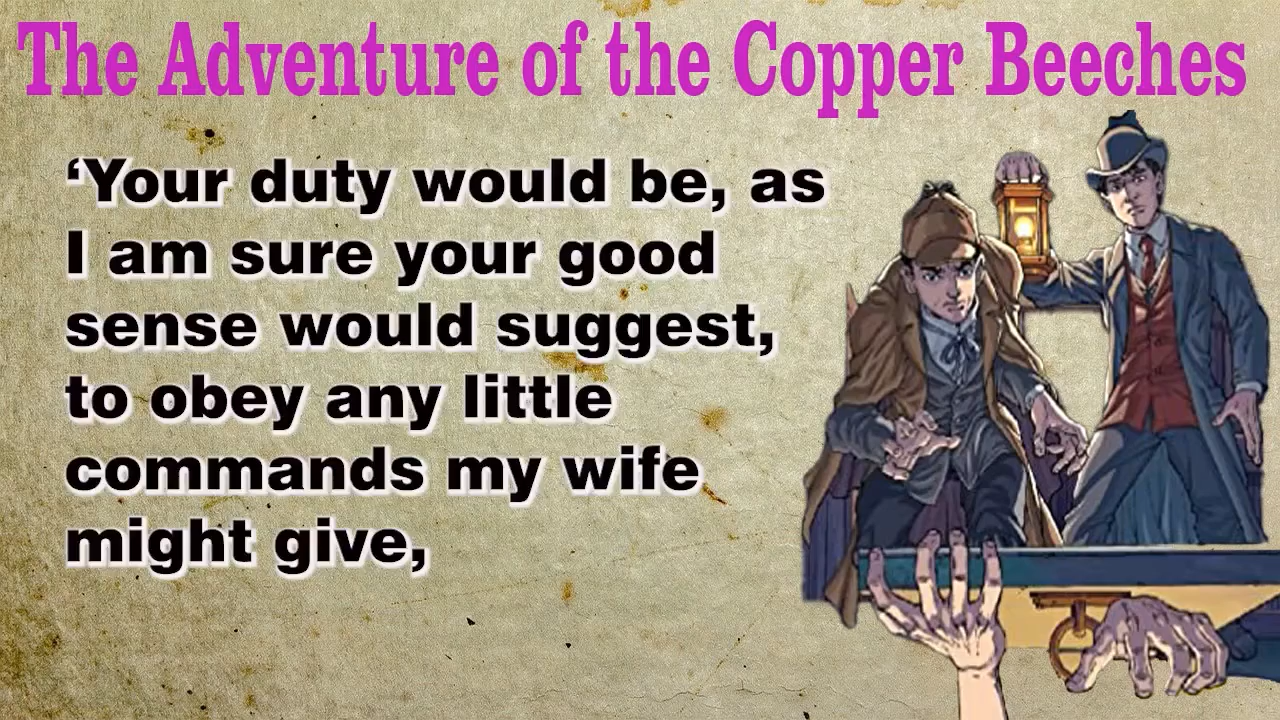 The Adventure of the Copper Beeches
‘Your duty would be, as
I am sure your good
sense would suggest,
to obey any little
commands my wife
might give,